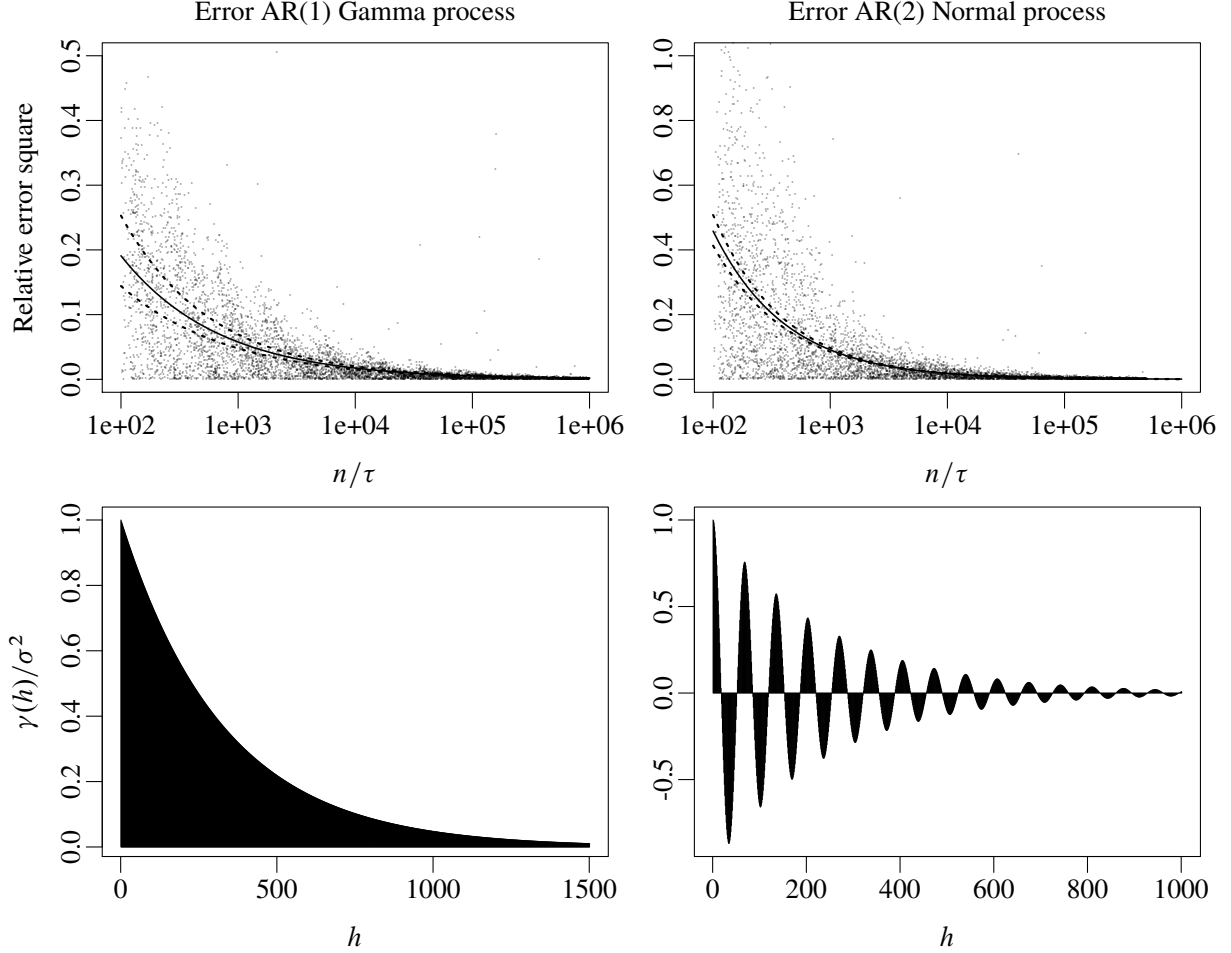 Error AR(1) Gamma process
Error AR(2) Normal process
Relative error square
0.0 0.1 0.2 0.3 0.4 0.5
1e+02 1e+03 1e+04 1e+05 1e+06
n/τ
0.0 0.2 0.4 0.6 0.8 1.0
1e+02 1e+03 1e+04 1e+05 1e+06
n/τ
γ(h)/σ²
0.0 0.2 0.4 0.6 0.8 1.0
0 500 1000 1500
h
-0.5 0.0 0.5 1.0
0 200 400 600 800 1000
h